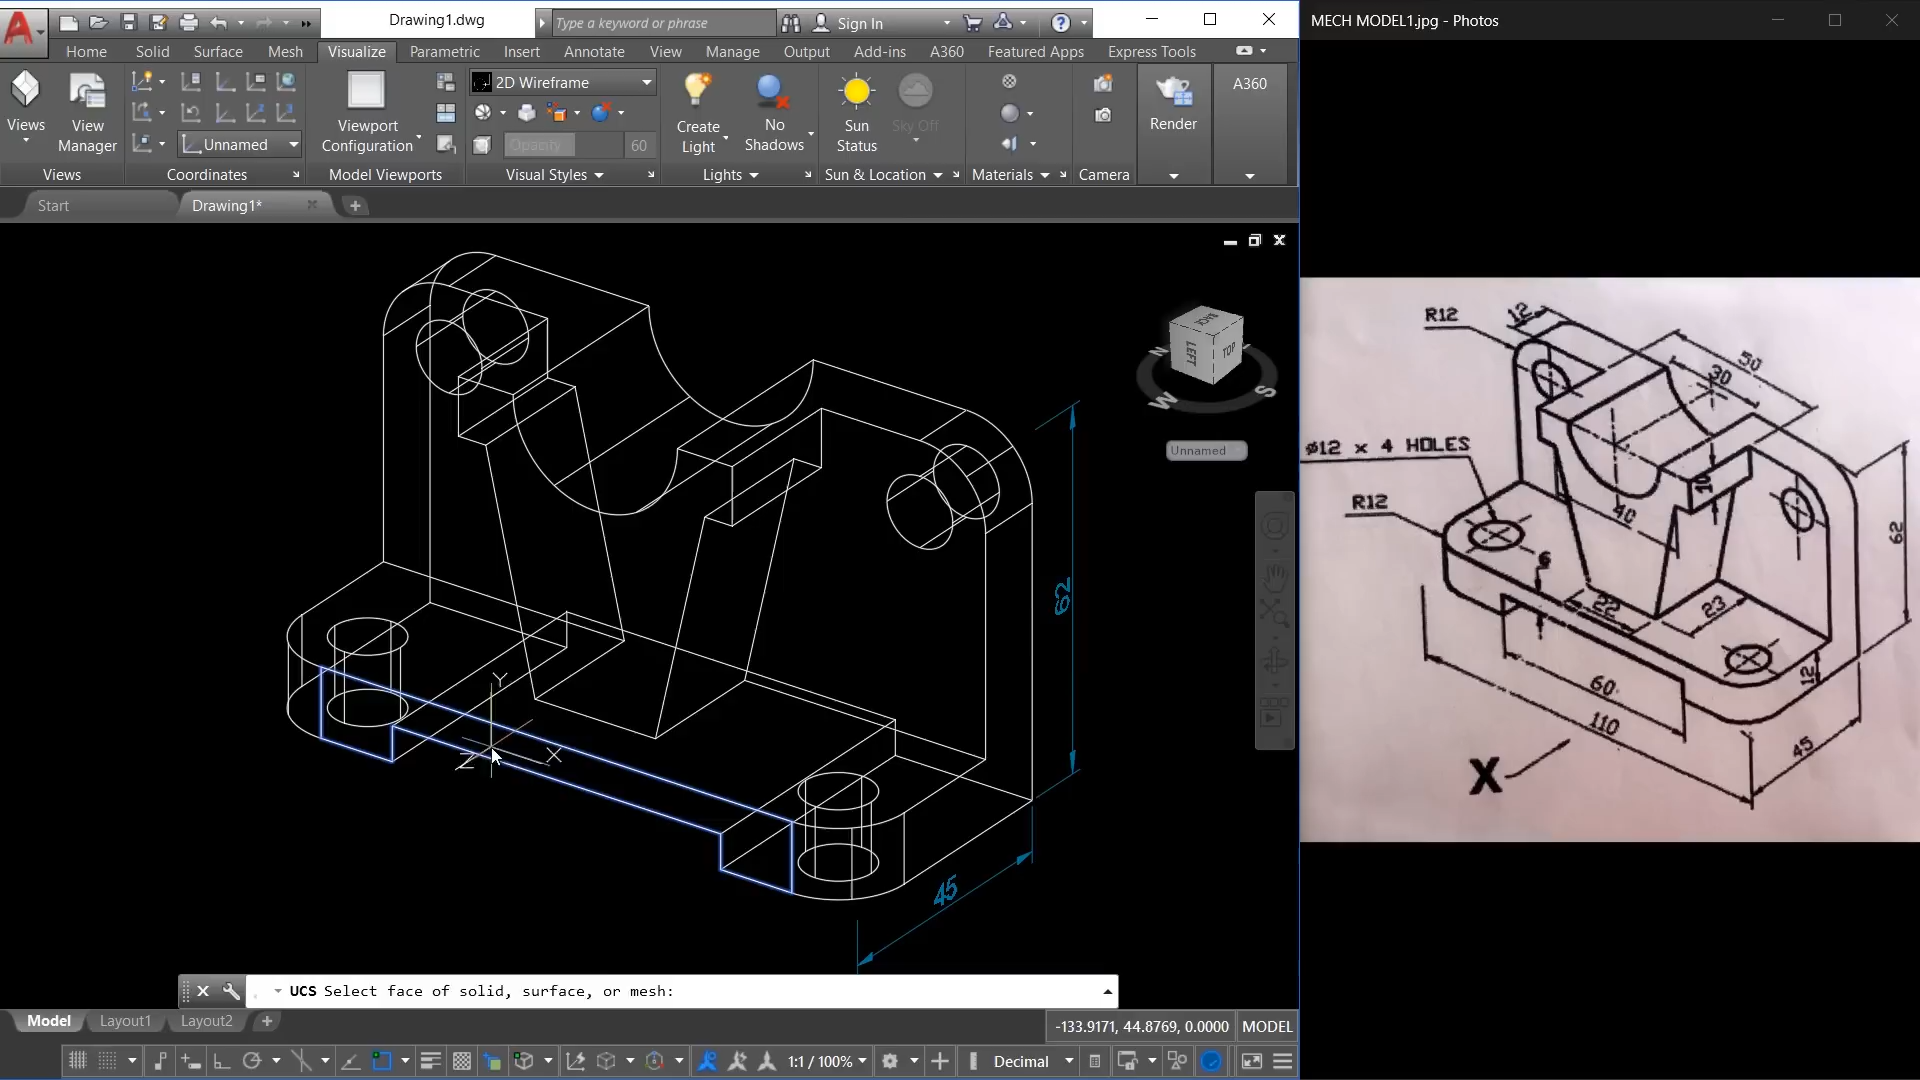 Drawing1.dwg
Type a keyword or phrase
Sign In
MECH MODEL1.jpg - Photos
Home Solid Surface Mesh Visualize Parametric Insert Annotate View Manage Output Add-ins A360 Featured Apps Express Tools
2D Wireframe
Views
View
Manager
Unnamed
Viewport
Configuration
Opacity 60
Create
Light
No
Shadows
Sun
Status
Sky Off
Render
A360
Views Coordinates Model Viewports Visual Styles Lights Sun & Location Materials Camera
Start Drawing1*
BACK
LEFT
TOP
N
W
S
Unnamed
62
45
Y
X
Z
R12
12
50
30
Ø12 x 4 HOLES
R12
10
40
62
6
22
23
12
60
110
45
X
UCS Select face of solid, surface, or mesh:
Model Layout1 Layout2
-133.9171, 44.8769, 0.0000 MODEL
1:1 / 100% Decimal